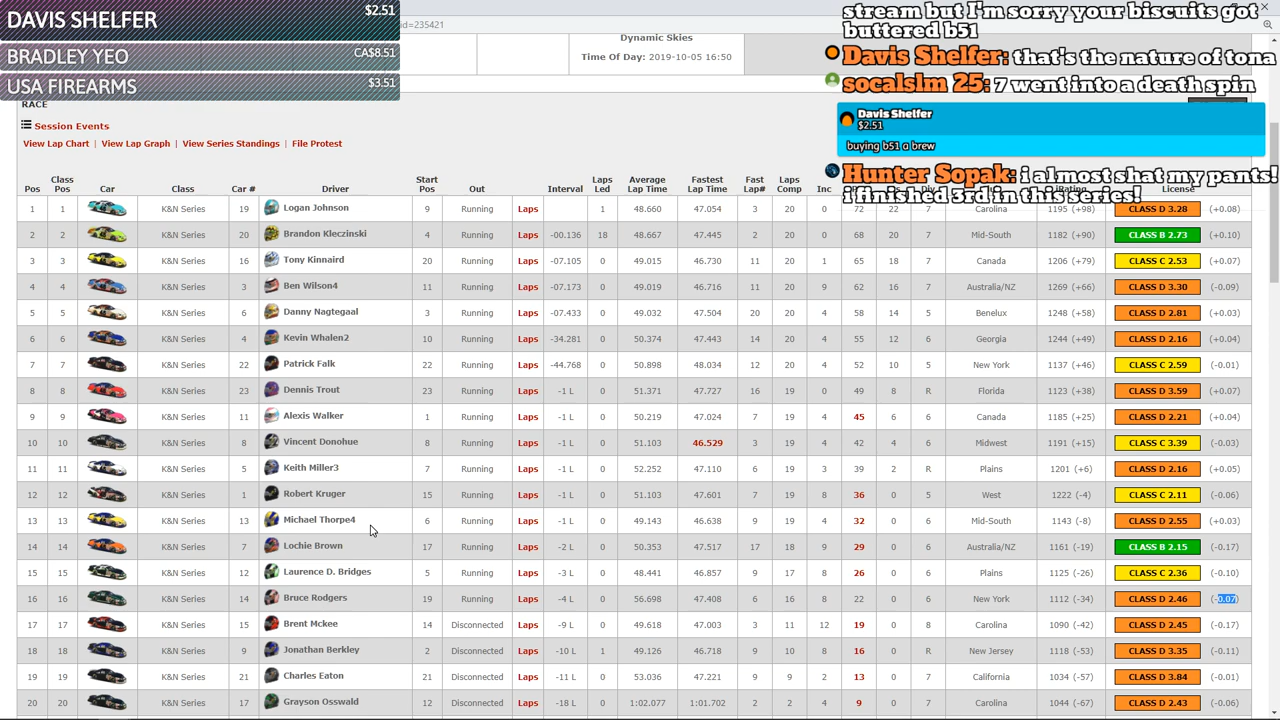 DAVIS SHELFER $2.51
BRADLEY YEO CA$8.51
USA FIREARMS $3.51
id=235421
Dynamic Skies
Time Of Day: 2019-10-05 16:50
stream but I'm sorry your biscuits got
buttered b51
Davis Shelfer: that's the nature of tona
socalslm 25: 7 went into a death spin
Davis Shelfer
$2.51
buying b51 a brew
Hunter Sopak: i almost shat my pants!
i finished 3rd in this series!
RACE
Session Events
View Lap Chart | View Lap Graph | View Series Standings | File Protest
Pos Class Pos Car Class Car # Driver Start Pos Out Interval Laps Led Average Lap Time Fastest Lap Time Fast Lap# Laps Comp Inc License
1 1 K&N Series 19 Logan Johnson 9 Running Laps 1 48.660 47.054 3 20 0 72 22 7 Carolina 1195 (+98) CLASS D 3.28 (+0.08)
2 2 K&N Series 20 Brandon Kleczinski 4 Running Laps -00.136 18 48.667 47.445 2 20 0 68 20 7 Mid-South 1182 (+90) CLASS B 2.73 (+0.10)
3 3 K&N Series 16 Tony Kinnaird 20 Running Laps -07.105 0 49.015 46.730 11 20 1 65 18 7 Canada 1206 (+79) CLASS C 2.53 (+0.07)
4 4 K&N Series 3 Ben Wilson4 11 Running Laps -07.173 0 49.019 46.716 11 20 9 62 16 7 Australia/NZ 1269 (+66) CLASS D 3.30 (-0.09)
5 5 K&N Series 6 Danny Nagtegaal 3 Running Laps -07.433 0 49.032 47.504 20 20 4 58 14 5 Benelux 1248 (+58) CLASS D 2.81 (+0.03)
6 6 K&N Series 4 Kevin Whalen2 10 Running Laps -34.281 0 50.374 47.443 14 20 4 55 12 6 Georgia 1244 (+49) CLASS D 2.16 (+0.04)
7 7 K&N Series 22 Patrick Falk 22 Running Laps -44.768 0 50.898 48.034 12 20 4 52 10 5 New York 1137 (+46) CLASS C 2.59 (-0.01)
8 8 K&N Series 23 Dennis Trout 23 Running Laps -1 L 0 51.371 47.727 16 19 0 49 8 R Florida 1123 (+38) CLASS D 3.59 (+0.07)
9 9 K&N Series 11 Alexis Walker 1 Running Laps -1 L 0 50.219 47.024 7 19 4 45 6 6 Canada 1185 (+25) CLASS D 2.21 (+0.04)
10 10 K&N Series 8 Vincent Donohue 8 Running Laps -1 L 0 51.103 46.529 3 19 4 42 4 6 Midwest 1191 (+15) CLASS C 3.39 (-0.03)
11 11 K&N Series 5 Keith Miller3 7 Running Laps -1 L 0 52.252 47.110 6 19 3 39 2 R Plains 1201 (+6) CLASS D 2.16 (+0.05)
12 12 K&N Series 1 Robert Kruger 15 Running Laps -1 L 0 51.103 47.601 7 19 8 36 0 5 West 1222 (-4) CLASS C 2.11 (-0.06)
13 13 K&N Series 13 Michael Thorpe4 6 Running Laps -1 L 0 49.143 46.638 9 19 4 32 0 6 Mid-South 1143 (-8) CLASS D 2.55 (+0.03)
14 14 K&N Series 7 Lochie Brown 17 Running Laps -2 L 0 50.353 47.517 17 18 9 29 0 6 Australia/NZ 1161 (-19) CLASS B 2.15 (-0.17)
15 15 K&N Series 12 Laurence D. Bridges 5 Running Laps -3 L 0 48.441 46.857 9 17 8 26 0 6 Plains 1125 (-26) CLASS C 2.36 (-0.10)
16 16 K&N Series 14 Bruce Rodgers 19 Running Laps -4 L 0 56.698 47.408 6 16 8 22 0 6 New York 1112 (-34) CLASS D 2.46 (-0.07)
17 17 K&N Series 15 Brent Mckee 14 Disconnected Laps -9 L 0 49.618 47.003 3 11 12 19 0 8 Carolina 1090 (-42) CLASS D 2.45 (-0.17)
18 18 K&N Series 9 Jonathan Berkley 2 Disconnected Laps -10 L 1 49.126 46.718 9 10 8 16 0 R New Jersey 1118 (-53) CLASS D 3.35 (-0.11)
19 19 K&N Series 21 Charles Eaton 21 Disconnected Laps -11 L 0 53.036 47.221 9 9 2 13 0 7 California 1034 (-57) CLASS D 3.84 (-0.01)
20 20 K&N Series 17 Grayson Osswald 12 Disconnected Laps -18 L 0 1:02.077 1:01.702 2 2 4 9 0 7 Carolina 1044 (-67) CLASS D 2.43 (-0.06)